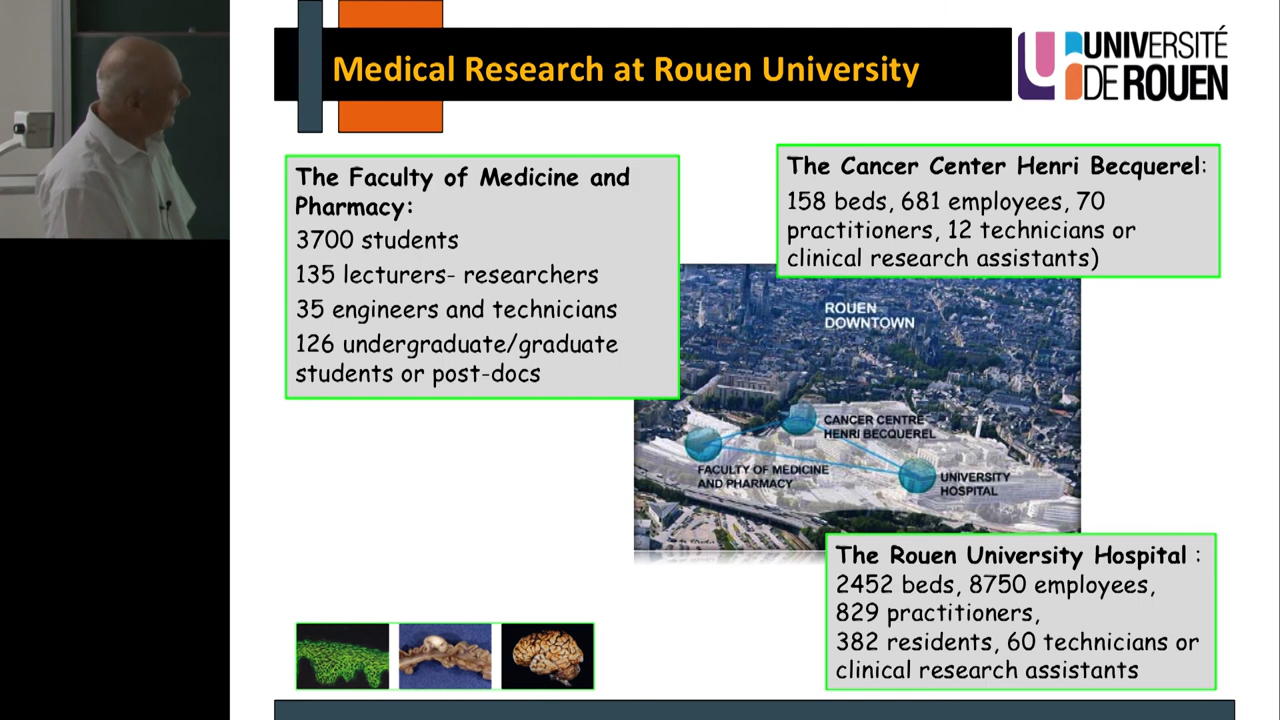 Medical Research at Rouen University
UNIVERSITÉ
DE ROUEN
The Faculty of Medicine and
Pharmacy:
3700 students
135 lecturers- researchers
35 engineers and technicians
126 undergraduate/graduate
students or post-docs
The Cancer Center Henri Becquerel:
158 beds, 681 employees, 70
practitioners, 12 technicians or
clinical research assistants)
ROUEN
DOWNTOWN
CANCER CENTRE
HENRI BECQUEREL
FACULTY OF MEDICINE
AND PHARMACY
UNIVERSITY
HOSPITAL
The Rouen University Hospital :
2452 beds, 8750 employees,
829 practitioners,
382 residents, 60 technicians or
clinical research assistants